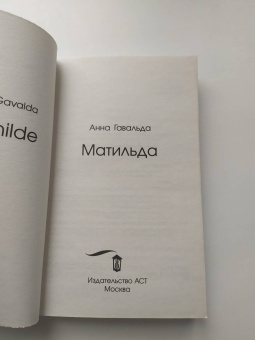 Gavalda
hilde
Анна Гавальда
Матильда
Издательство АСТ
Москва